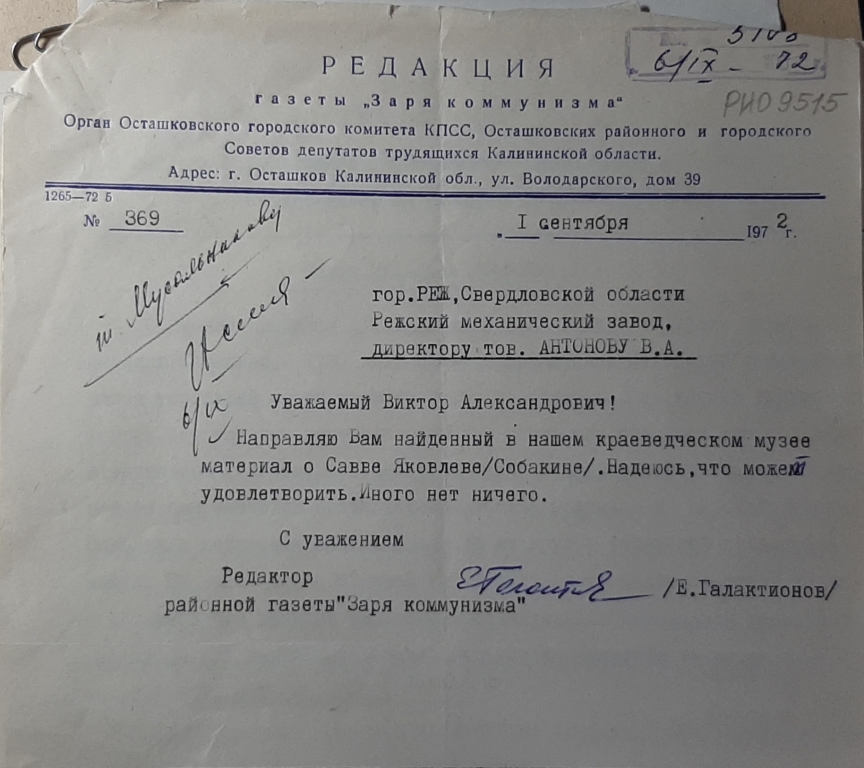 6/IX - 72
РИО 9515
РЕДАКЦИЯ
газеты „Заря коммунизма“
Орган Осташковского городского комитета КПСС, Осташковских районного и городского
Советов депутатов трудящихся Калининской области.
Адрес: г. Осташков Калининской обл., ул. Володарского, дом 39
1265—72 Б
№ 369
„ I сентября 1972 г.
т. Мусальникову
6/IX
гор.РЕЖ,Свердловской области
Режский механический завод,
директору тов. АНТОНОВУ В.А.
Уважаемый Виктор Александрович!
Направляю Вам найденный в нашем краеведческом музее
материал о Савве Яковлеве/Собакине/.Надеюсь,что может
удовлетворить.Иного нет ничего.
С уважением
Редактор
районной газеты"Заря коммунизма"
/Е.Галактионов/